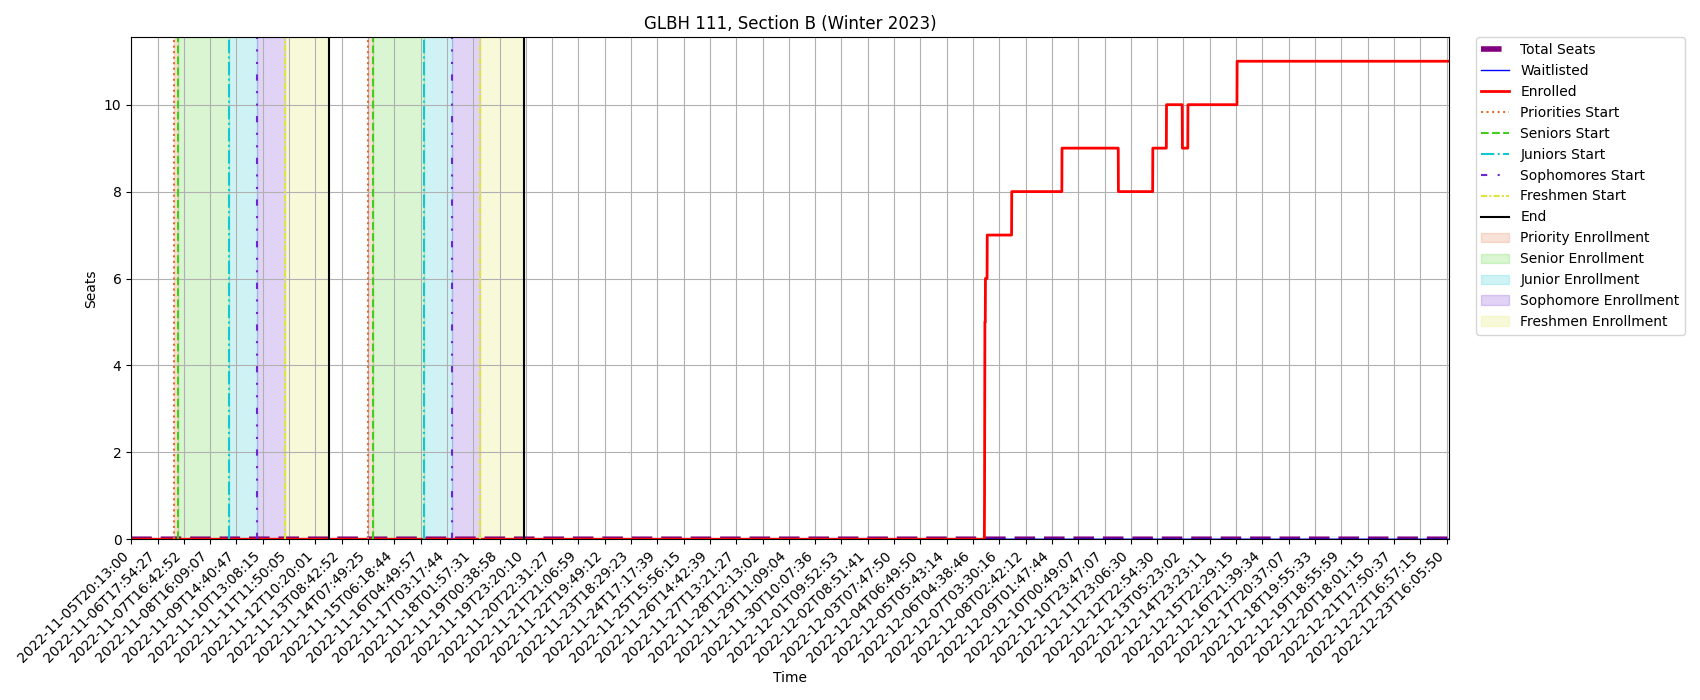 GLBH 111, Section B (Winter 2023)
Total Seats
Waitlisted
Enrolled
Priorities Start
Seniors Start
Juniors Start
Sophomores Start
Freshmen Start
End
Priority Enrollment
Senior Enrollment
Junior Enrollment
Sophomore Enrollment
Freshmen Enrollment
Seats
10
8
6
4
2
0
2022-11-05T20:13:00
2022-11-06T17:54:27
2022-11-07T16:42:52
2022-11-08T16:09:07
2022-11-09T14:40:47
2022-11-10T13:08:15
2022-11-11T11:50:05
2022-11-12T10:20:01
2022-11-13T08:42:52
2022-11-14T07:49:25
2022-11-15T06:18:44
2022-11-16T04:49:57
2022-11-17T03:17:44
2022-11-18T01:57:31
2022-11-19T00:38:58
2022-11-19T23:20:10
2022-11-20T22:31:27
2022-11-21T21:06:59
2022-11-22T19:49:12
2022-11-23T18:29:23
2022-11-24T17:17:39
2022-11-25T15:56:15
2022-11-26T14:42:39
2022-11-27T13:21:27
2022-11-28T12:13:02
2022-11-29T11:09:04
2022-11-30T10:07:36
2022-12-01T09:52:53
2022-12-02T08:51:41
2022-12-03T07:47:50
2022-12-04T06:49:50
2022-12-05T05:43:14
2022-12-06T04:38:46
2022-12-07T03:30:16
2022-12-08T02:42:12
2022-12-09T01:47:44
2022-12-10T00:49:07
2022-12-10T23:47:07
2022-12-11T23:06:30
2022-12-12T22:54:30
2022-12-13T05:23:02
2022-12-14T23:23:11
2022-12-15T22:29:15
2022-12-16T21:39:34
2022-12-17T20:37:07
2022-12-18T19:55:33
2022-12-19T18:55:59
2022-12-20T18:01:15
2022-12-21T17:50:37
2022-12-22T16:57:15
2022-12-23T16:05:50
Time